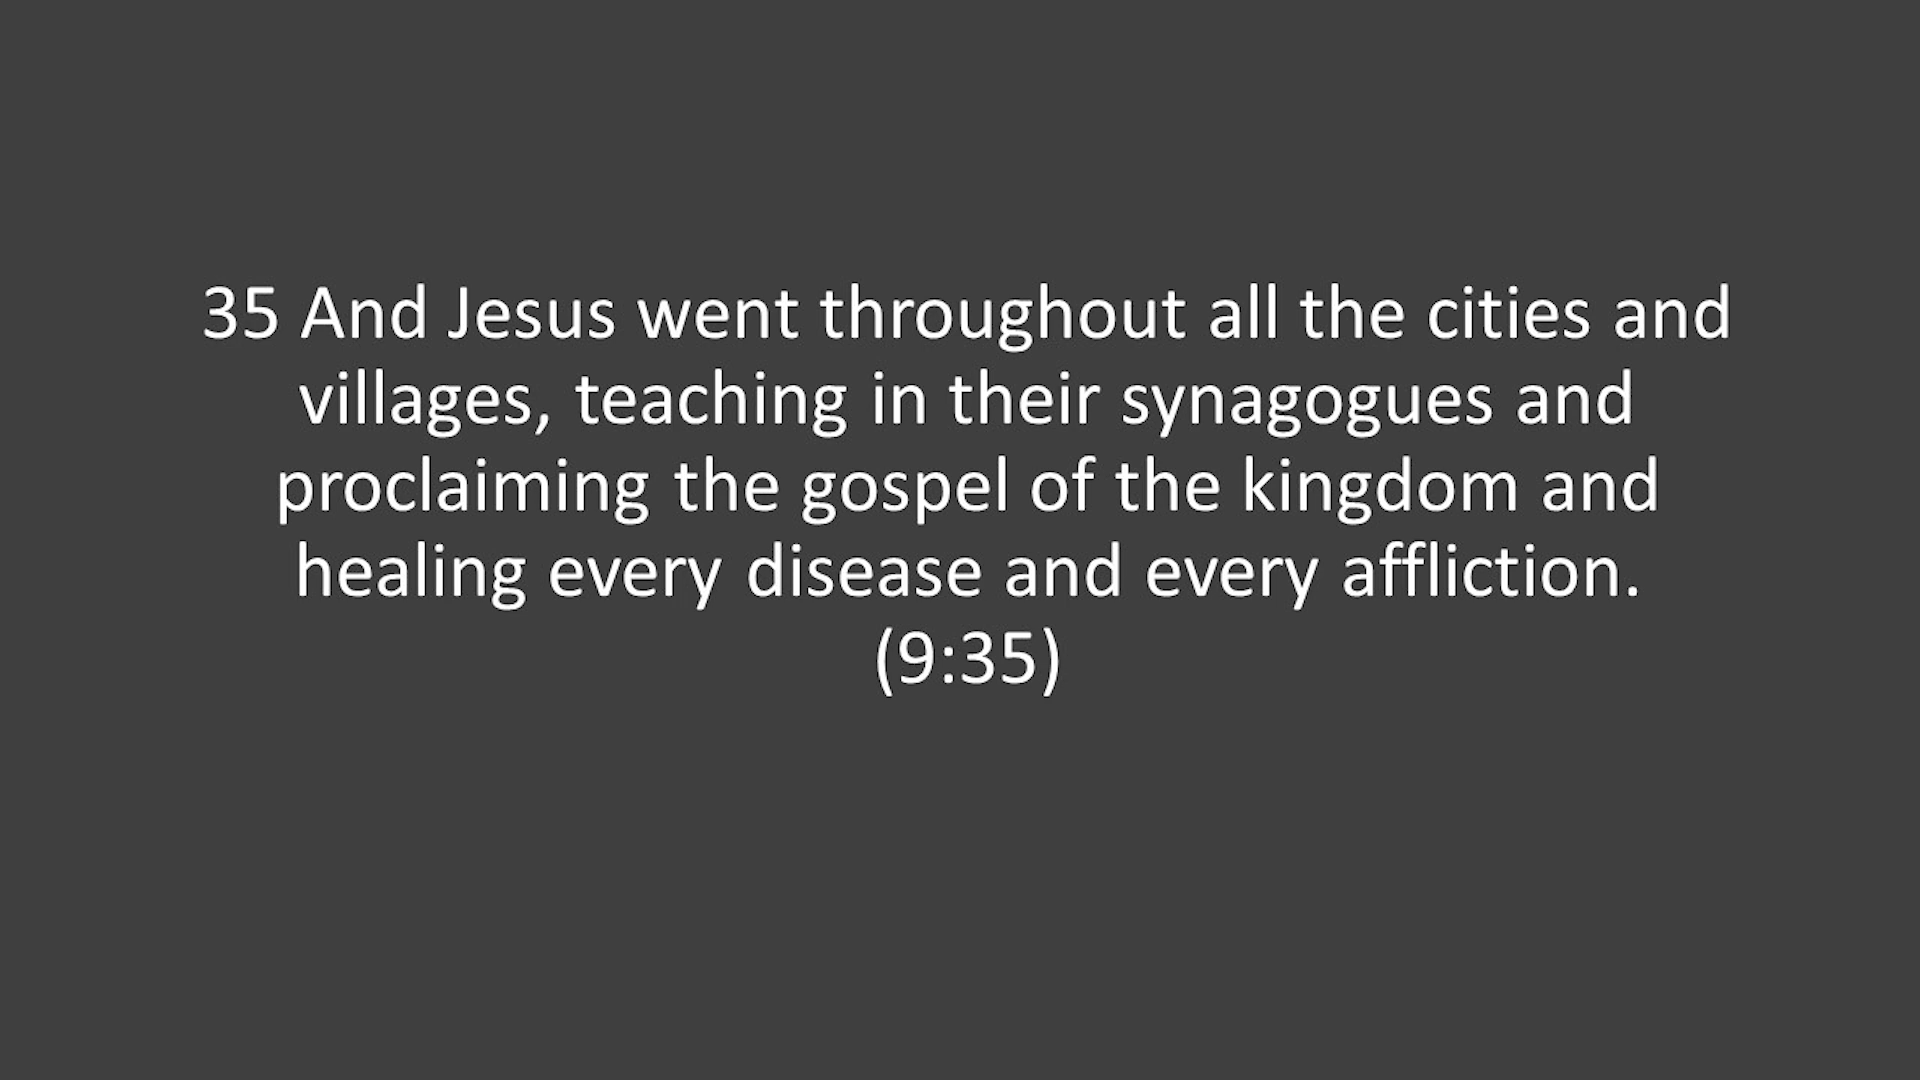 35 And Jesus went throughout all the cities and
villages, teaching in their synagogues and
proclaiming the gospel of the kingdom and
healing every disease and every affliction.
(9:35)